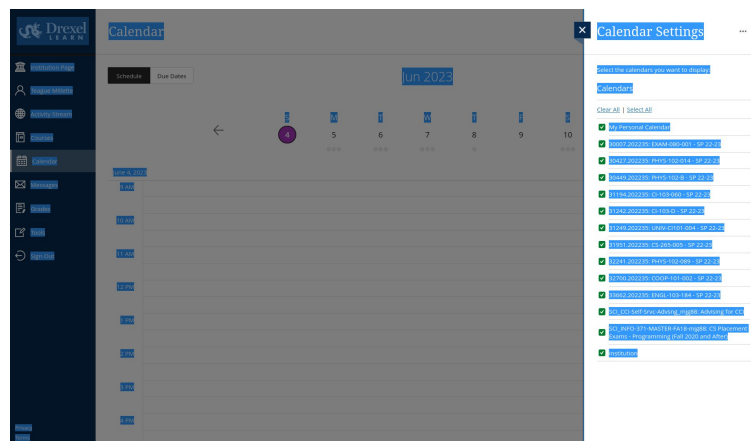 Drexel
LEARN
Institution Page
Teague Millette
Activity Stream
Courses
Calendar
Messages
Grades
Tools
Sign Out
Privacy
Terms
Calendar
Schedule Due Dates
Jun 2023
S M T W T F S
4 5 6 7 8 9 10
June 4, 2023
9 AM
10 AM
11 AM
12 PM
1 PM
2 PM
3 PM
4 PM
Calendar Settings
Select the calendars you want to display.
Calendars
Clear All | Select All
My Personal Calendar
30007.202235: EXAM-080-001 - SP 22-23
30427.202235: PHYS-102-014 - SP 22-23
30449.202235: PHYS-102-B - SP 22-23
31194.202235: CI-103-060 - SP 22-23
31242.202235: CI-103-D - SP 22-23
31249.202235: UNIV-CI101-004 - SP 22-23
31951.202235: CS-265-005 - SP 22-23
32241.202235: PHYS-102-089 - SP 22-23
32700.202235: COOP-101-002 - SP 22-23
33662.202235: ENGL-103-184 - SP 22-23
SCI_CCI-Self Srvc-Advsng_mgj88: Advising for CCI
SCI_INFO-371-MASTER-FA18-mgj88: CS Placement
Exams - Programming (Fall 2020 and After)
Institution